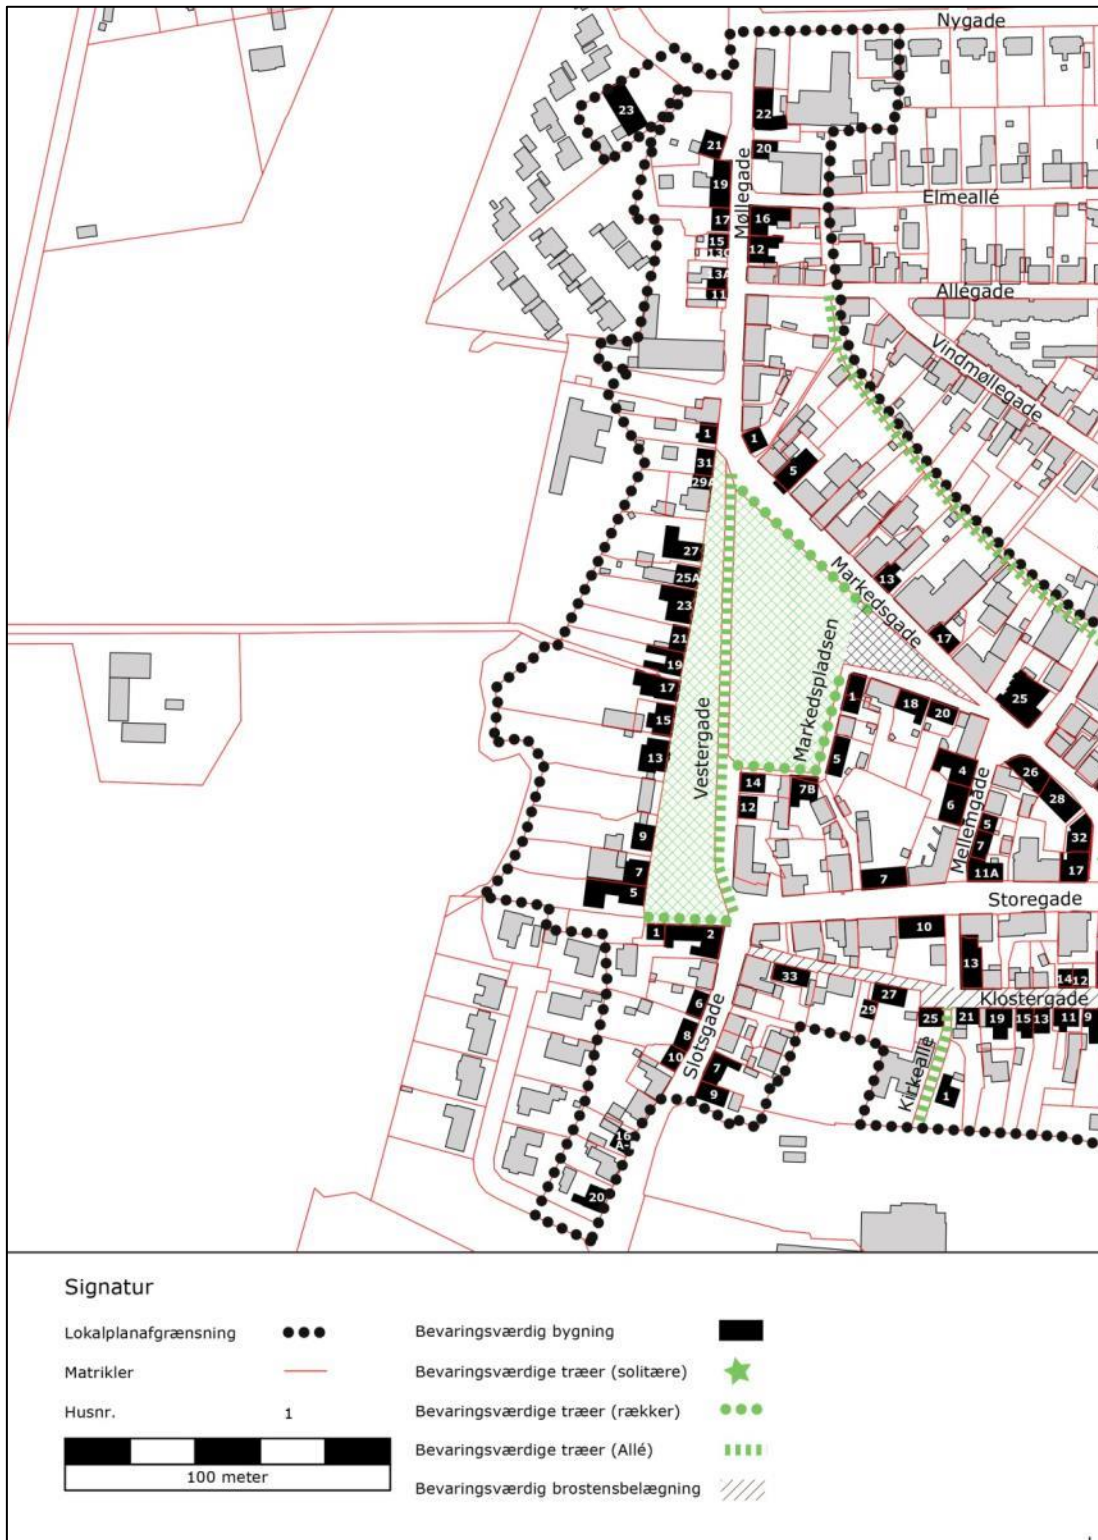 Nygade
23
22
21
20
Møllegade
19
Elmeallé
17
16
15
13C
12
13A
11
Allégade
Vindmøllegade
1
1
31
5
29A
27
25A
13
Markedsgade
23
21
17
19
17
1
18
20
25
15
Vestergade
Markedspladsen
13
5
4
26
14
7B
28
12
6
Mellemgade
5
32
9
7
7
7
11A
17
5
Storegade
1
2
10
13
33
14
12
27
Klostergade
6
29
25
21
19
15
13
11
9
8
Slotsgade
10
7
Kirkeallé
9
1
16
A-
20
Signatur
Lokalplanafgrænsning
Matrikler
Husnr.
1
100 meter
Bevaringsværdig bygning
Bevaringsværdige træer (solitære)
Bevaringsværdige træer (rækker)
Bevaringsværdige træer (Allé)
Bevaringsværdig brostensbelægning